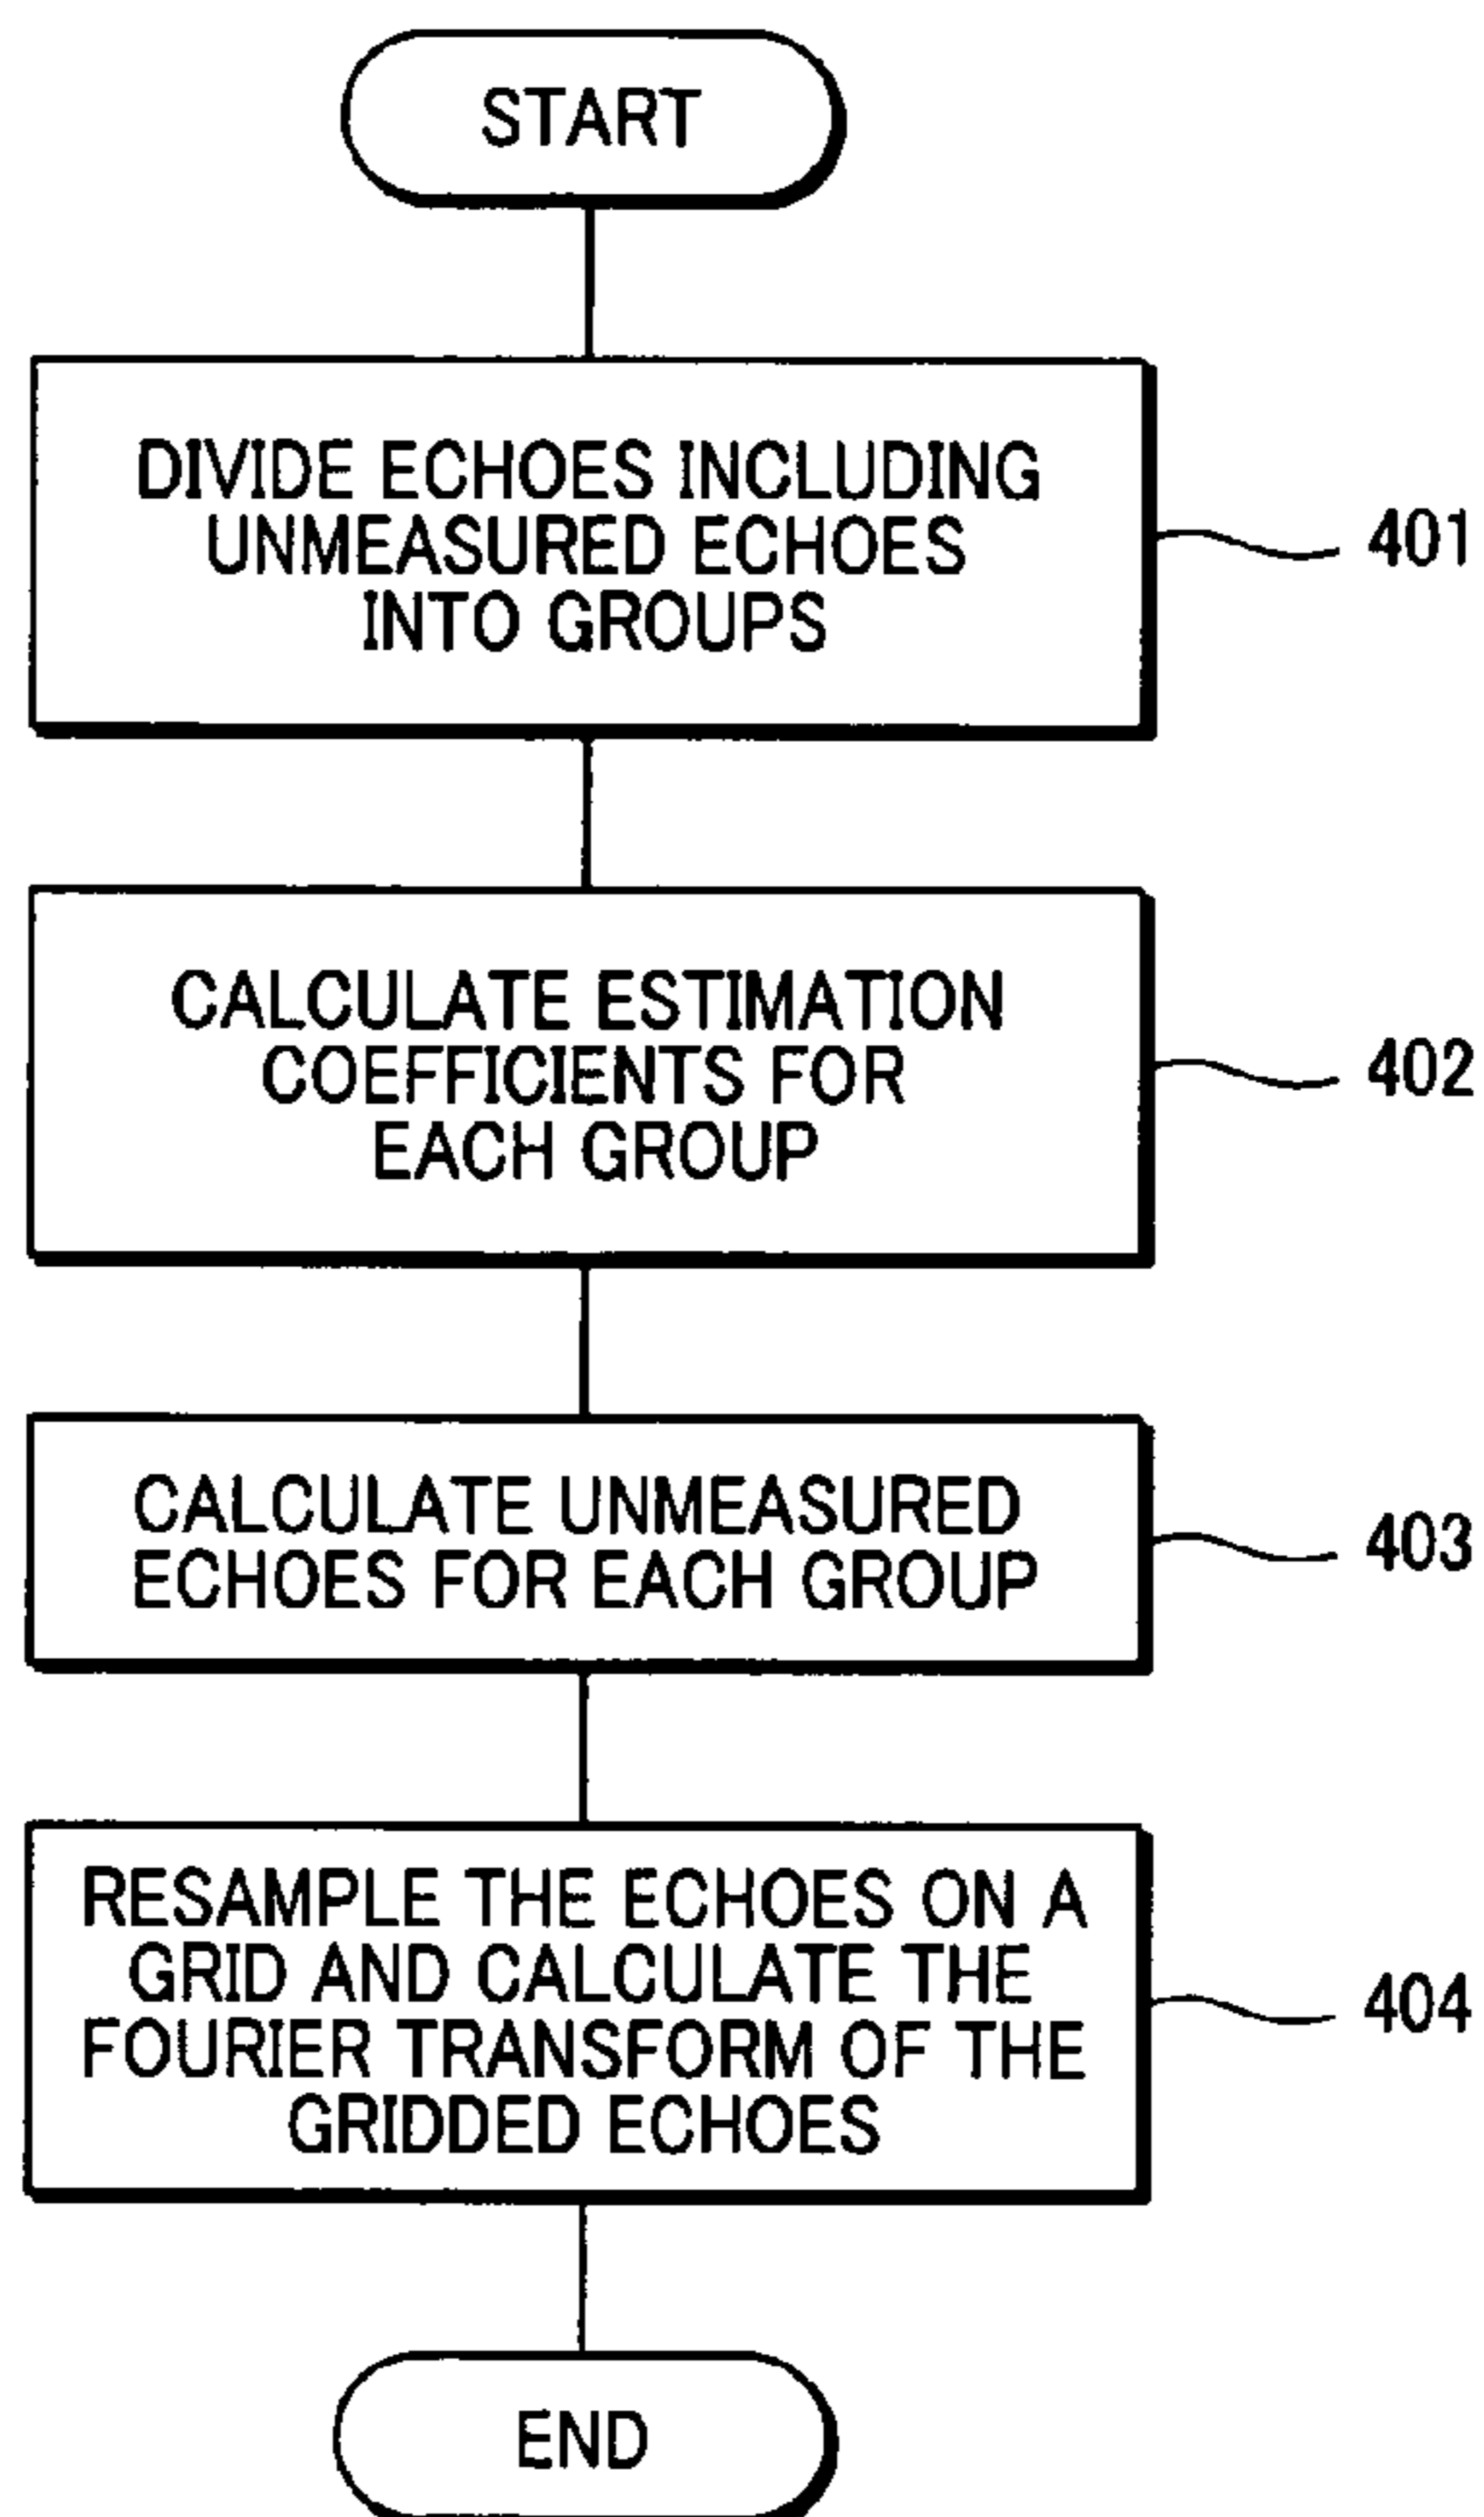 START
DIVIDE ECHOES INCLUDING
UNMEASURED ECHOES
INTO GROUPS
401
CALCULATE ESTIMATION
COEFFICIENTS FOR
EACH GROUP
402
CALCULATE UNMEASURED
ECHOES FOR EACH GROUP
403
RESAMPLE THE ECHOES ON A
GRID AND CALCULATE THE
FOURIER TRANSFORM OF THE
GRIDDED ECHOES
404
END